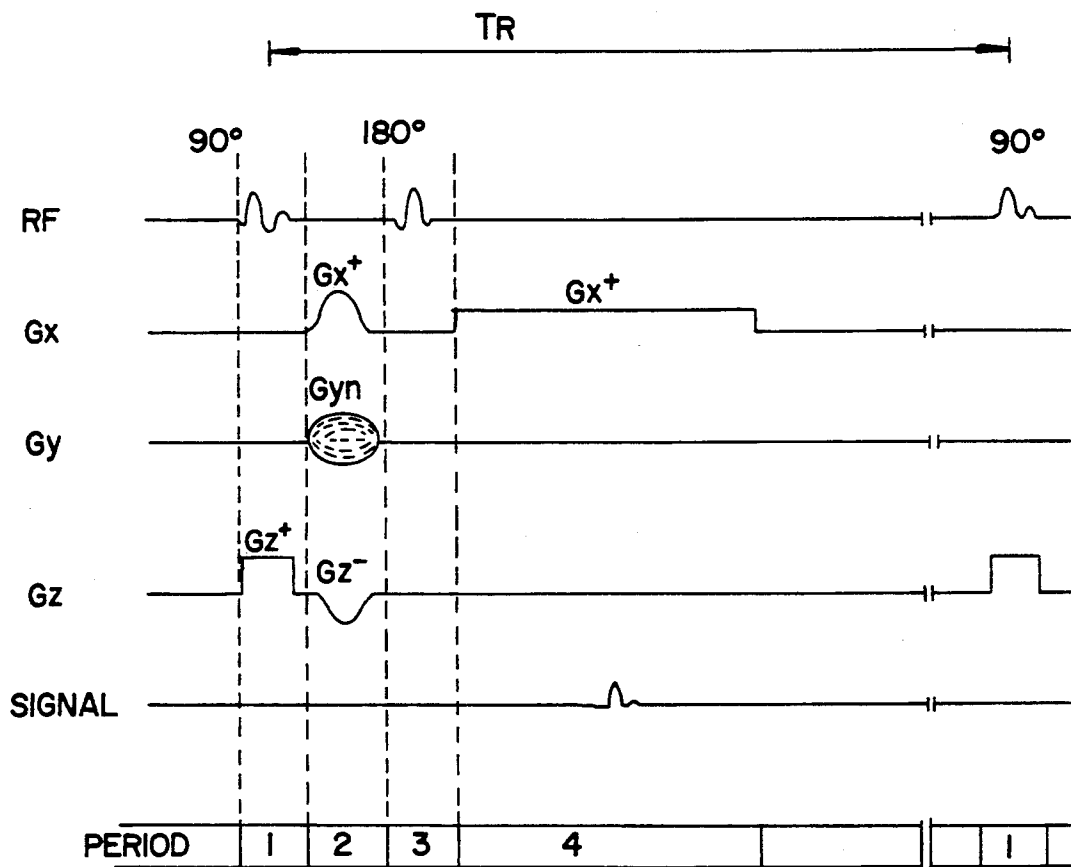 TR
90° 180° 90°
RF
Gx⁺ Gx⁺
Gx
Gyn
Gy
Gz⁺ Gz⁻
Gz
SIGNAL
PERIOD 1 2 3 4 1